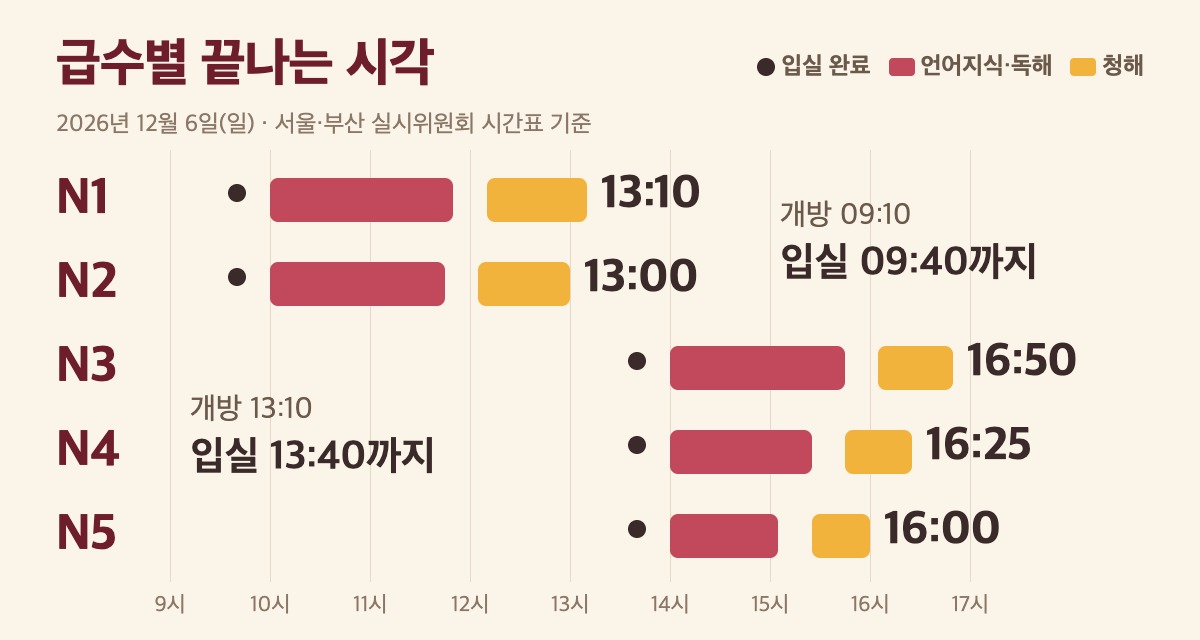 급수별 끝나는 시각
입실 완료 언어지식·독해 청해
2026년 12월 6일(일) · 서울·부산 실시위원회 시간표 기준
N1 13:10
개방 09:10
입실 09:40까지
N2 13:00
N3 16:50
개방 13:10
입실 13:40까지
N4 16:25
N5 16:00
9시 10시 11시 12시 13시 14시 15시 16시 17시